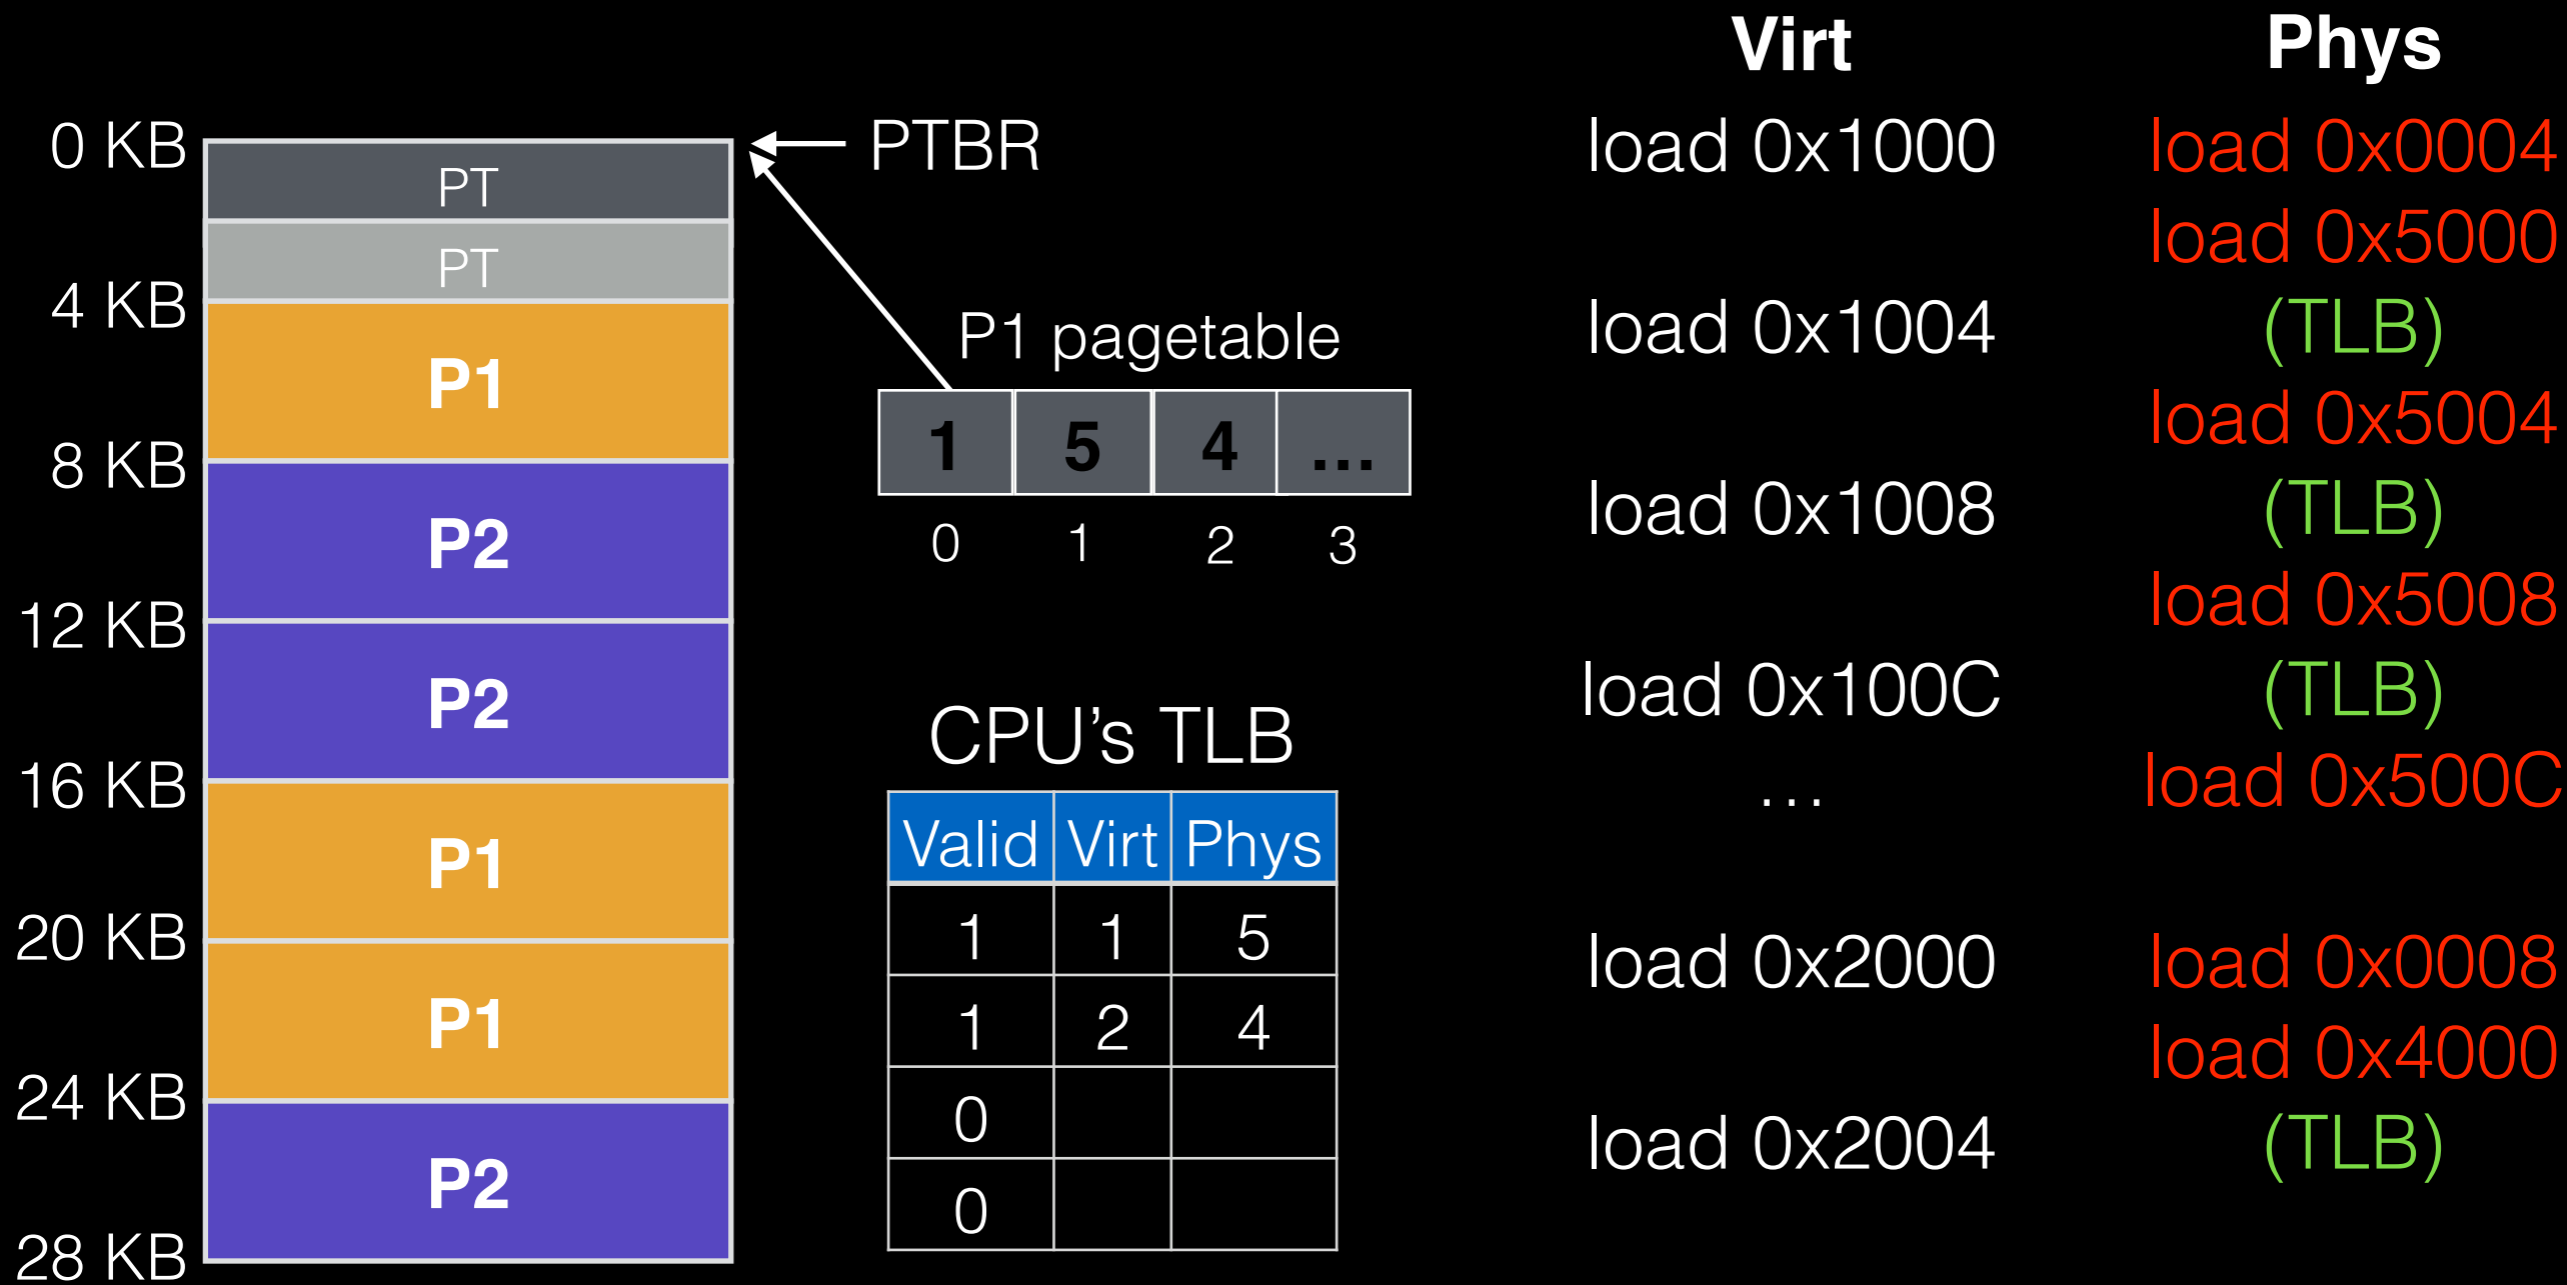 0 KB
PT
PT
4 KB
P1
8 KB
P2
12 KB
P2
16 KB
P1
20 KB
P1
24 KB
P2
28 KB
PTBR
P1 pagetable
1 5 4 ...
0 1 2 3
CPU's TLB
Valid Virt Phys
1 1 5
1 2 4
0
0
Virt Phys
load 0x1000 load 0x0004
load 0x5000
load 0x1004 (TLB)
load 0x5004
load 0x1008 (TLB)
load 0x5008
load 0x100C (TLB)
... load 0x500C
load 0x2000 load 0x0008
load 0x4000
load 0x2004 (TLB)